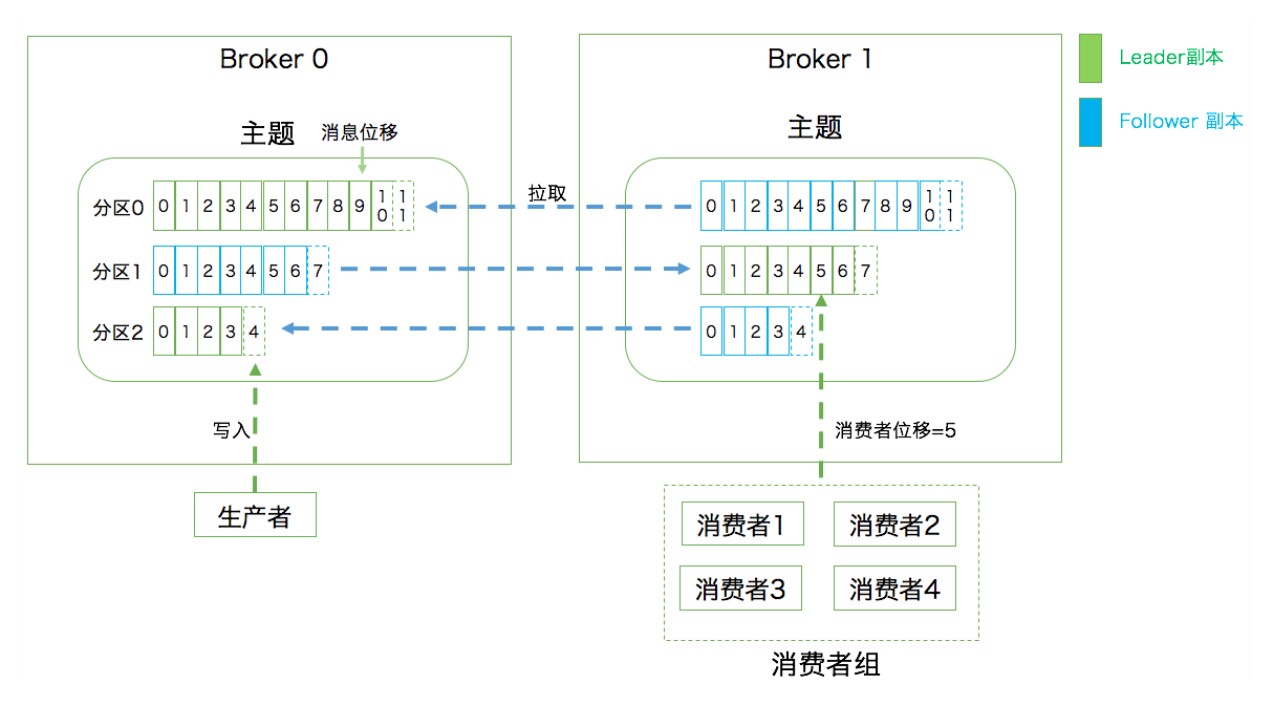 Broker 0
Broker 1
Leader副本
Follower 副本
主题
消息位移
主题
分区0
0 1 2 3 4 5 6 7 8 9 10 11
拉取
0 1 2 3 4 5 6 7 8 9 10 11
分区1
0 1 2 3 4 5 6 7
0 1 2 3 4 5 6 7
分区2
0 1 2 3 4
0 1 2 3 4
写入
消费者位移=5
生产者
消费者1
消费者2
消费者3
消费者4
消费者组